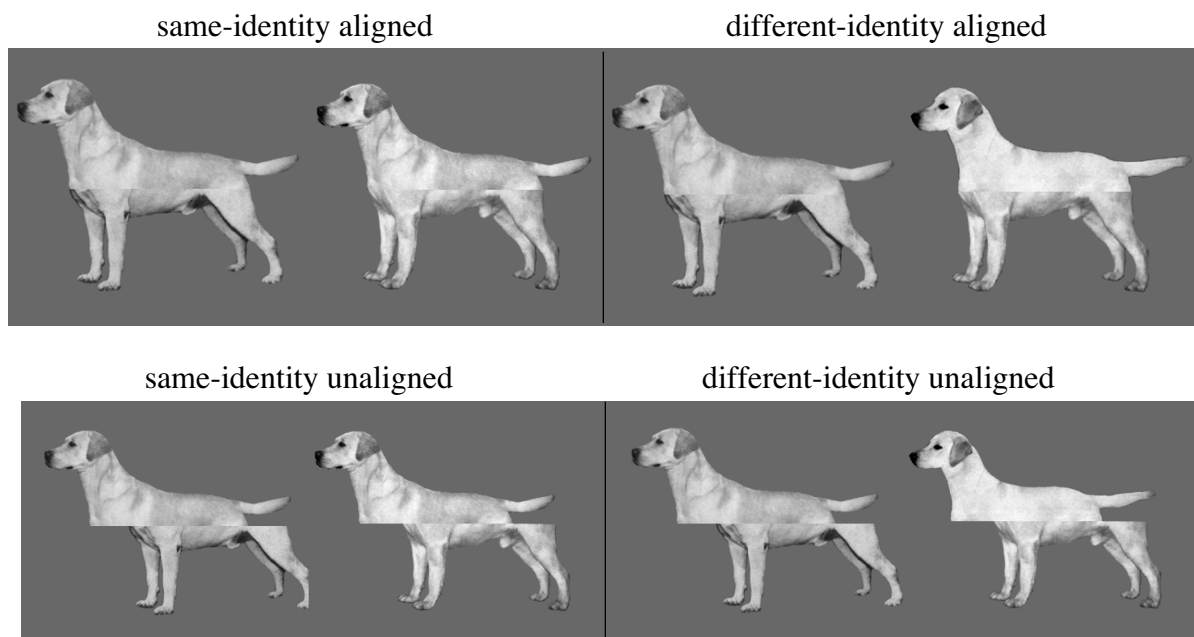 same-identity aligned
different-identity aligned
same-identity unaligned
different-identity unaligned